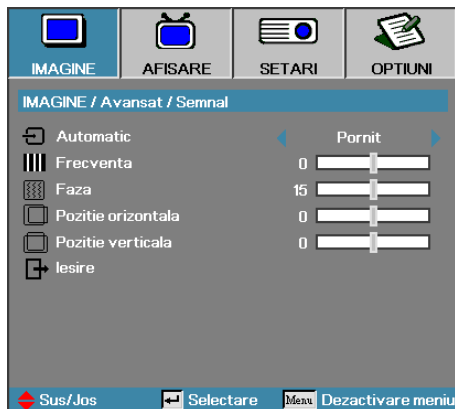 IMAGINE AFISARE SETARI OPTIUNI
IMAGINE / Avansat / Semnal
Automatic Pornit
Frecventa 0
Faza 15
Pozitie orizontala 0
Pozitie verticala 0
Iesire
Sus/Jos Selectare Menu Dezactivare meniu